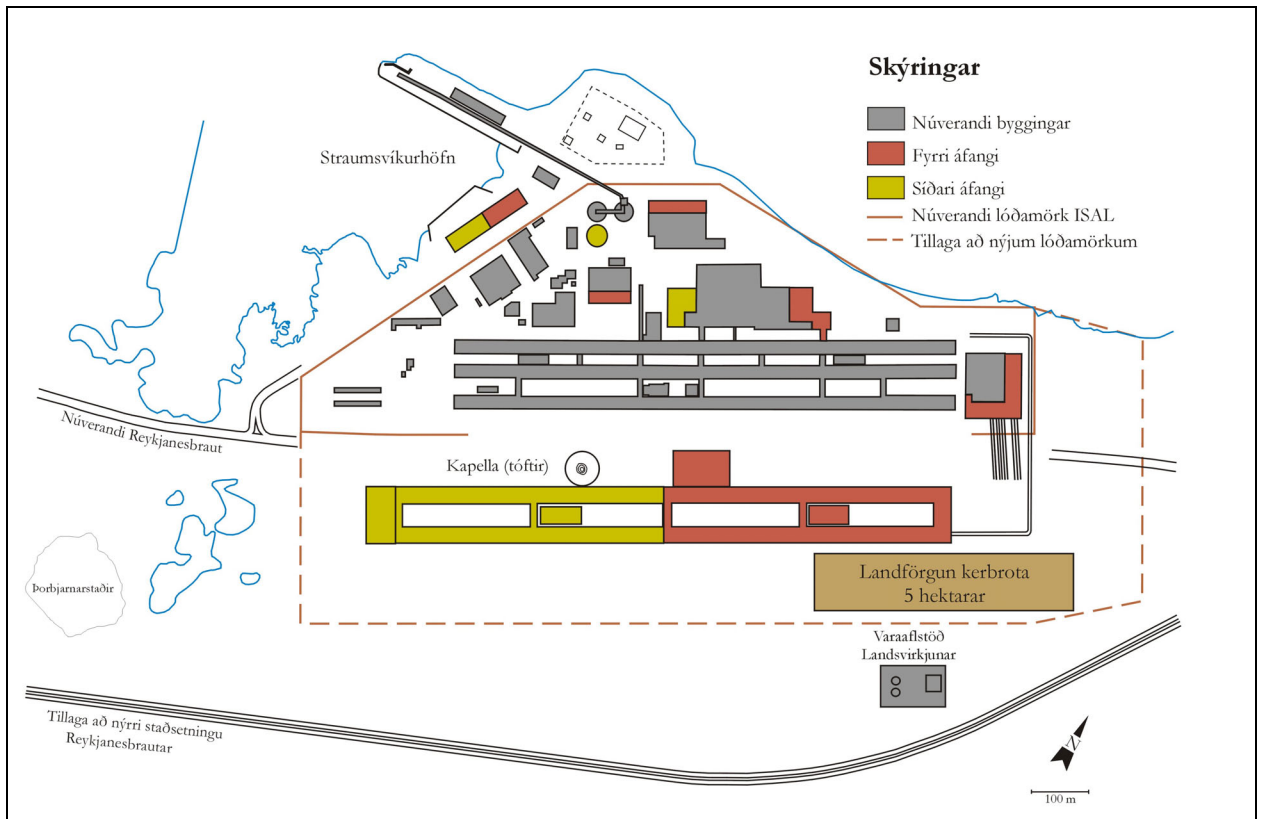 Skýringar
Núverandi byggingar
Fyrri áfangi
Síðari áfangi
Núverandi lóðamörk ISAL
Tillaga að nýjum lóðamörkum
Straumsvíkurhöfn
Núverandi Reykjanesbraut
Kapella (tóftir)
Þorbjarnarstaðir
Landförgun kerbrota
5 hektarar
Varaaflstöð
Landsvirkjunar
Tillaga að nýrri staðsetningu
Reykjanesbrautar
N
100 m